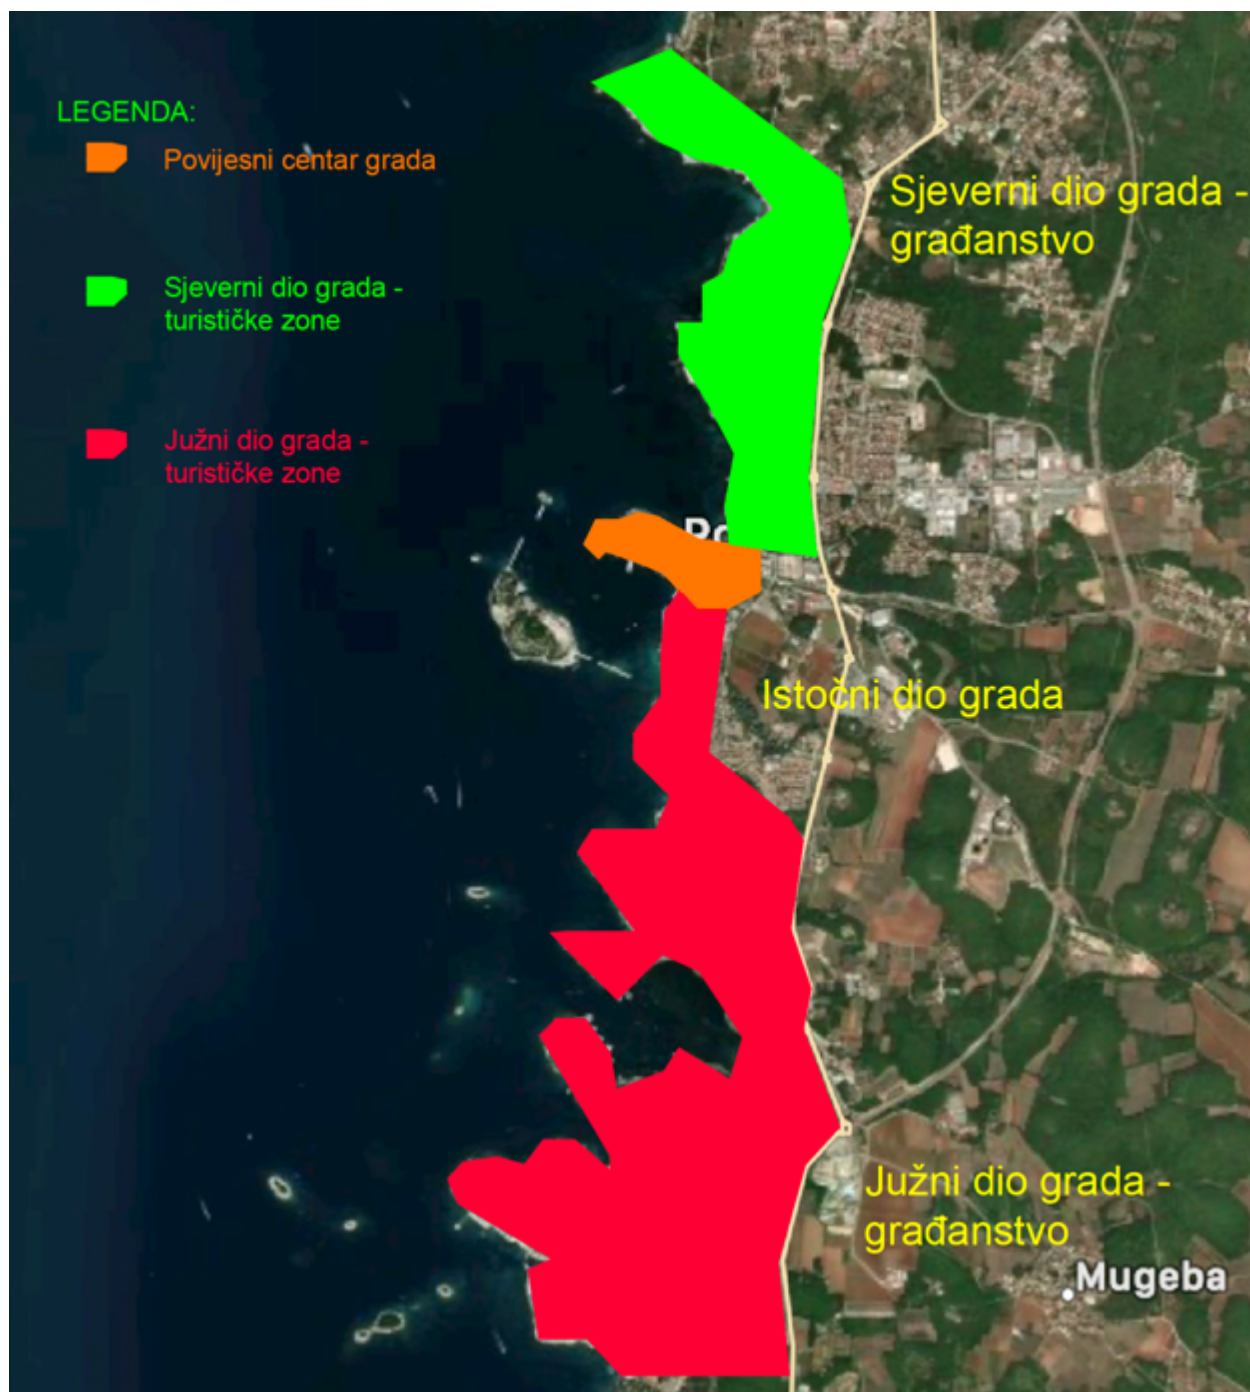 LEGENDA:
Povijesni centar grada
Sjeverni dio grada -
turističke zone
Južni dio grada -
turističke zone
Sjeverni dio grada -
građanstvo
Istočni dio grada
Južni dio grada -
građanstvo
Mugeba